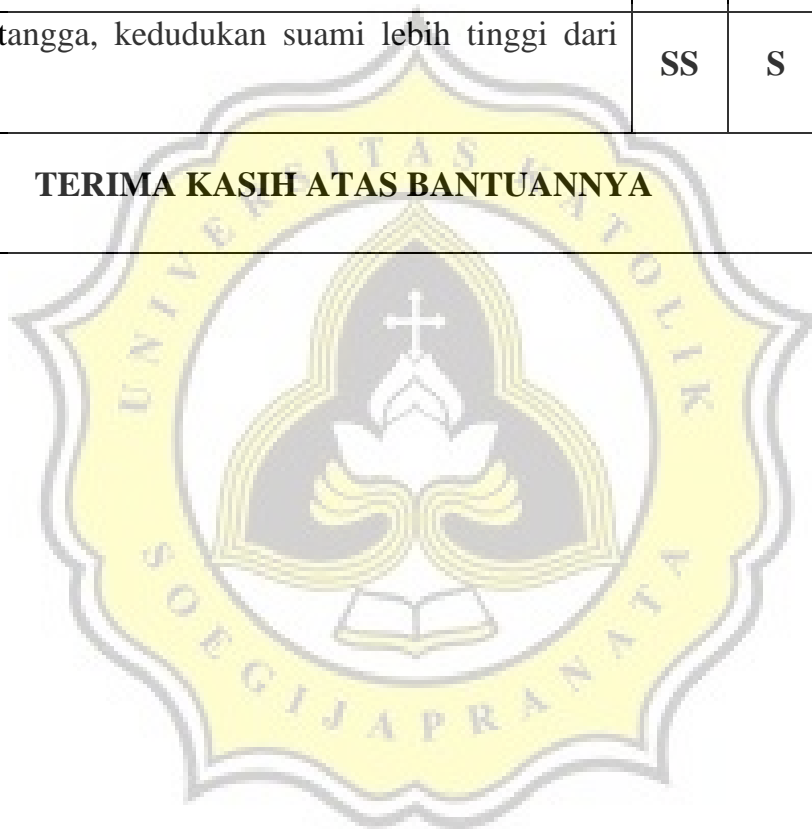 tangga, kedudukan suami lebih tinggi dari
SS S
TERIMA KASIH ATAS BANTUANNYA
UNIVERSITAS KATOLIK
SOEGIJAPRANATA